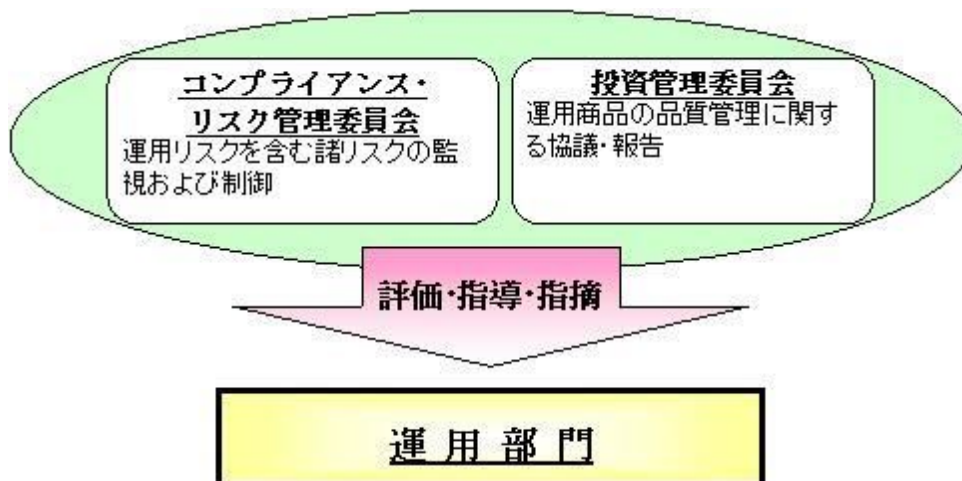 コンプライアンス・
リスク管理委員会
運用リスクを含む諸リスクの監
視および制御
投資管理委員会
運用商品の品質管理に関す
る協議・報告
評価・指導・指摘
運用部門